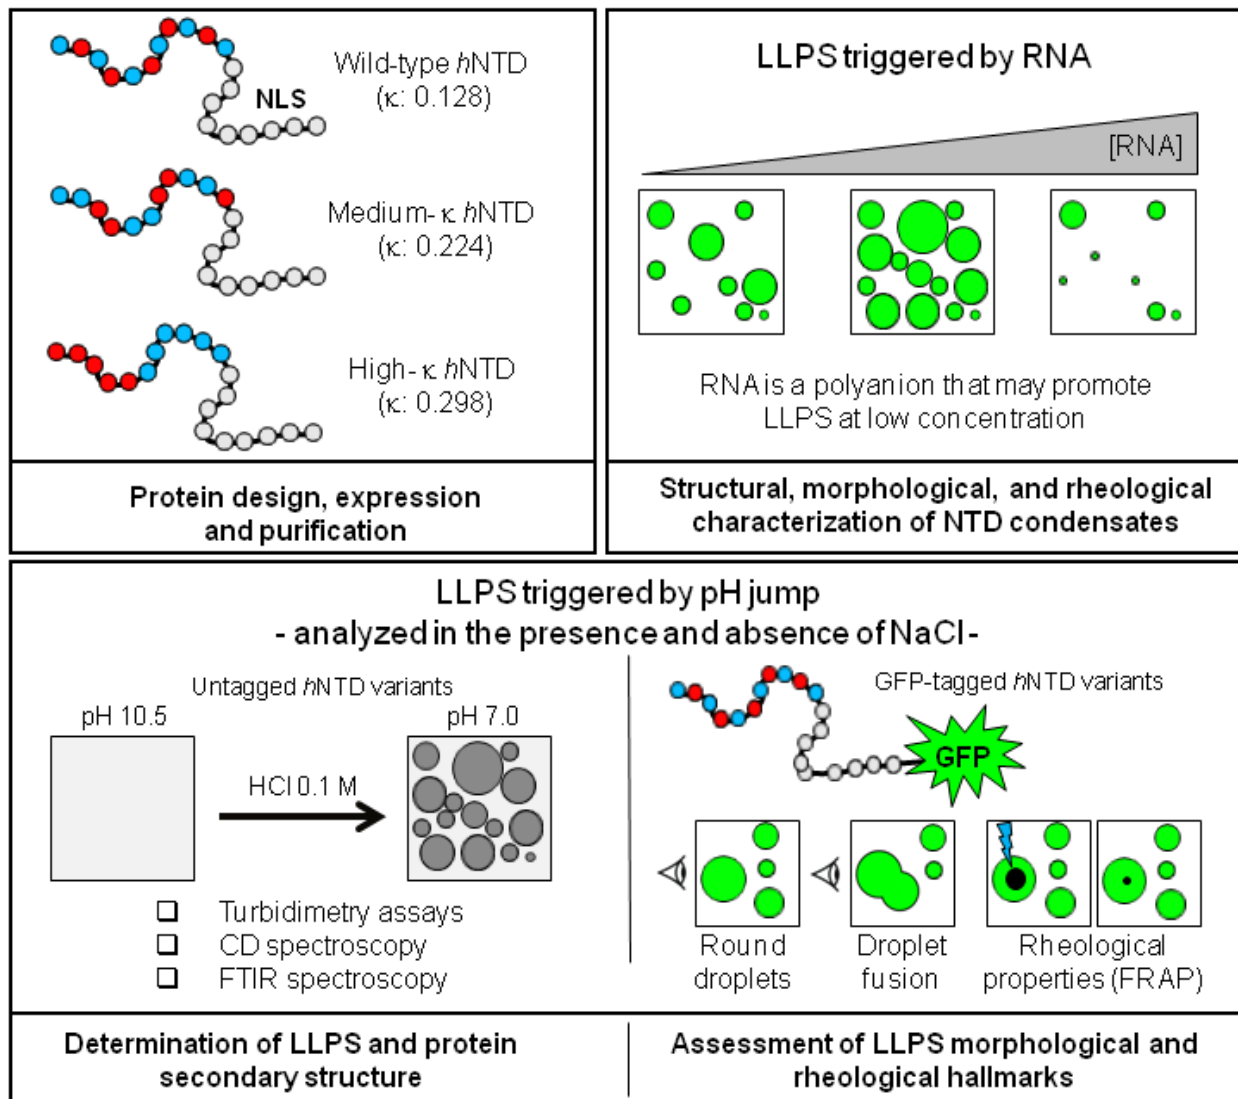 Wild-type hNTD
(κ: 0.128)
NLS
Medium- κ hNTD
(κ: 0.224)
High- κ hNTD
(κ: 0.298)
Protein design, expression
and purification
LLPS triggered by RNA
[RNA]
RNA is a polyanion that may promote
LLPS at low concentration
Structural, morphological, and rheological
characterization of NTD condensates
LLPS triggered by pH jump
- analyzed in the presence and absence of NaCl -
Untagged hNTD variants
pH 10.5
pH 7.0
HCl 0.1 M
Turbidimetry assays
CD spectroscopy
FTIR spectroscopy
Determination of LLPS and protein
secondary structure
GFP-tagged hNTD variants
GFP
Round
droplets
Droplet
fusion
Rheological
properties (FRAP)
Assessment of LLPS morphological and
rheological hallmarks